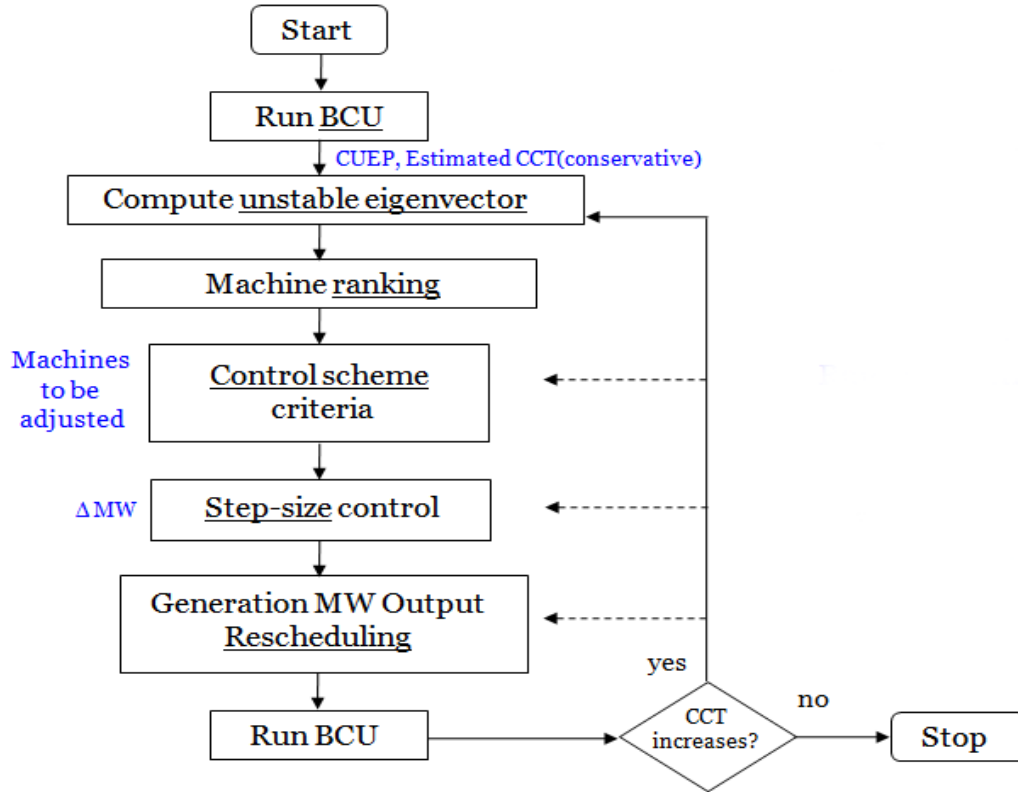 Start
Run BCU
CUEP, Estimated CCT(conservative)
Compute unstable eigenvector
Machine ranking
Machines
to be
adjusted
Control scheme
criteria
Δ MW
Step-size control
Generation MW Output
Rescheduling
Run BCU
yes
CCT
increases?
no
Stop